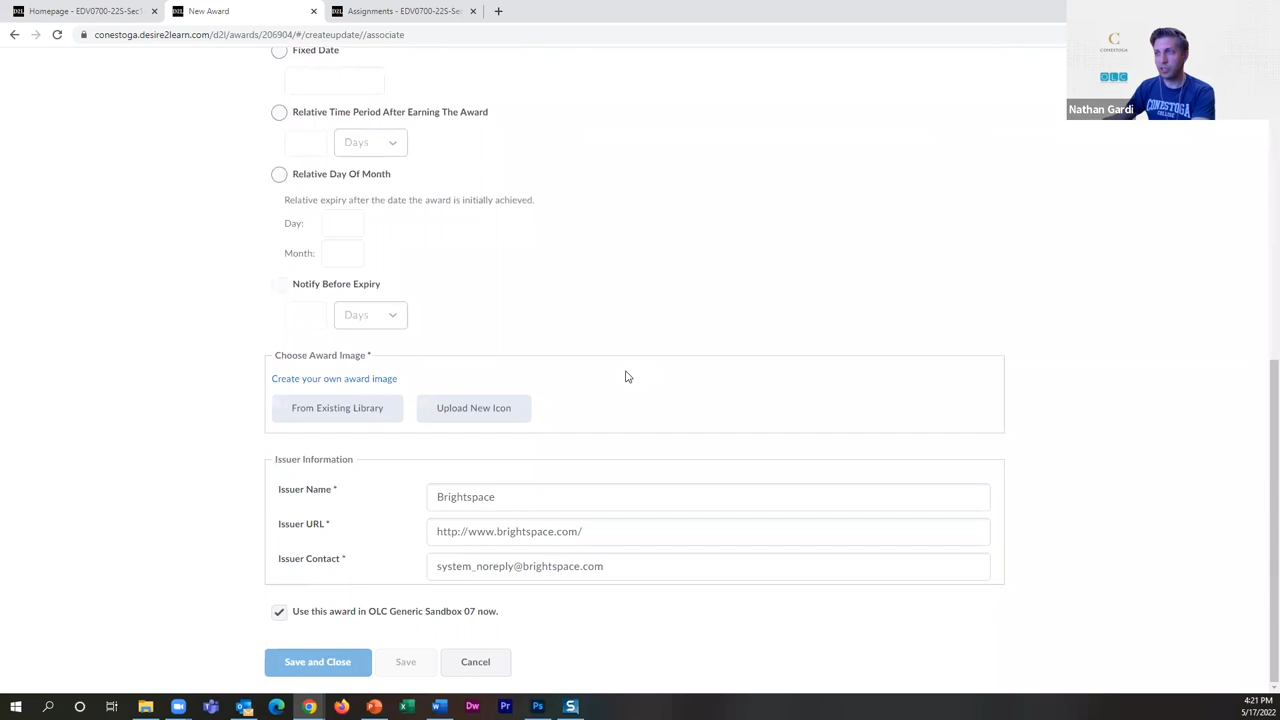 Homepage - EDV0700-22S-Sec1
New Award
Assignments - EDV0700-22S-Sec
conestoga.desire2learn.com/d2l/awards/206904/#/createupdate//associate
CONESTOGA
OLC
CONESTOGA
COLLEGE
Nathan Gardi
Fixed Date
Relative Time Period After Earning The Award
Days
Relative Day Of Month
Relative expiry after the date the award is initially achieved.
Day:
Month:
Notify Before Expiry
Days
Choose Award Image *
Create your own award image
From Existing Library Upload New Icon
Issuer Information
Issuer Name * Brightspace
Issuer URL * http://www.brightspace.com/
Issuer Contact * system_noreply@brightspace.com
Use this award in OLC Generic Sandbox 07 now.
Save and Close Save Cancel
4:21 PM
5/17/2022